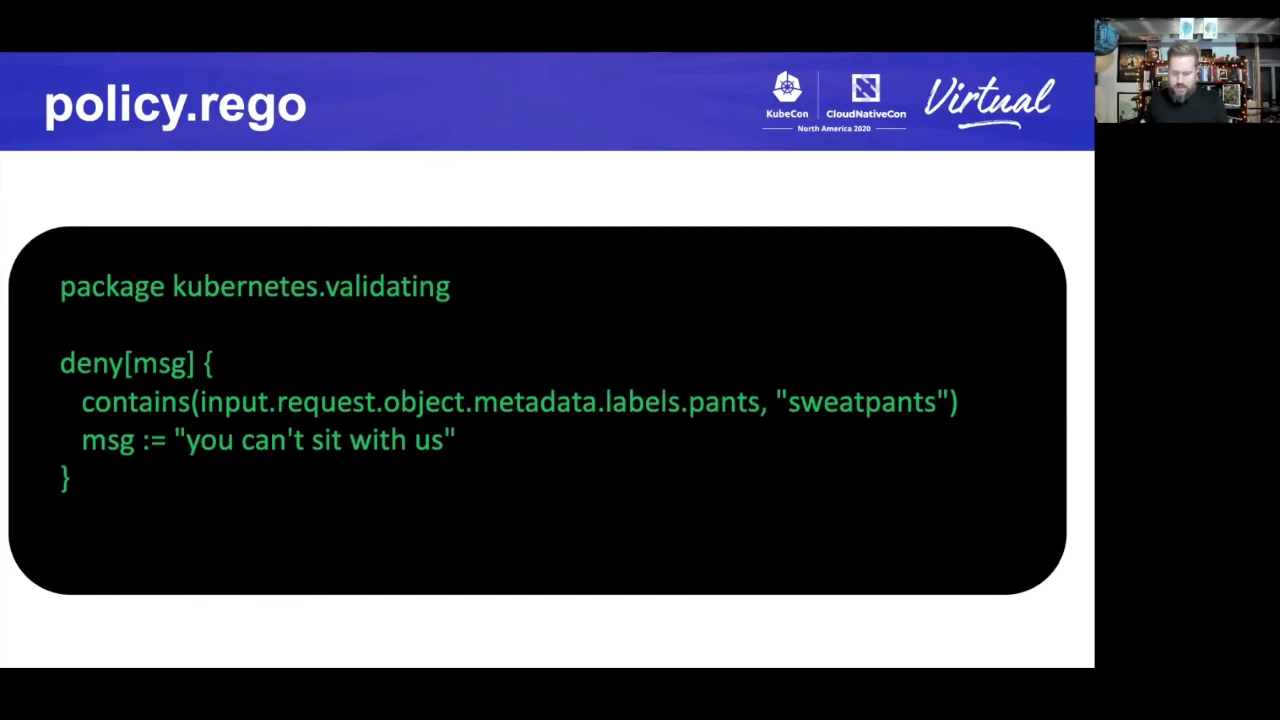 policy.rego
KubeCon
CloudNativeCon
North America 2020
Virtual
package kubernetes.validating
deny[msg] {
contains(input.request.object.metadata.labels.pants, "sweatpants")
msg := "you can't sit with us"
}